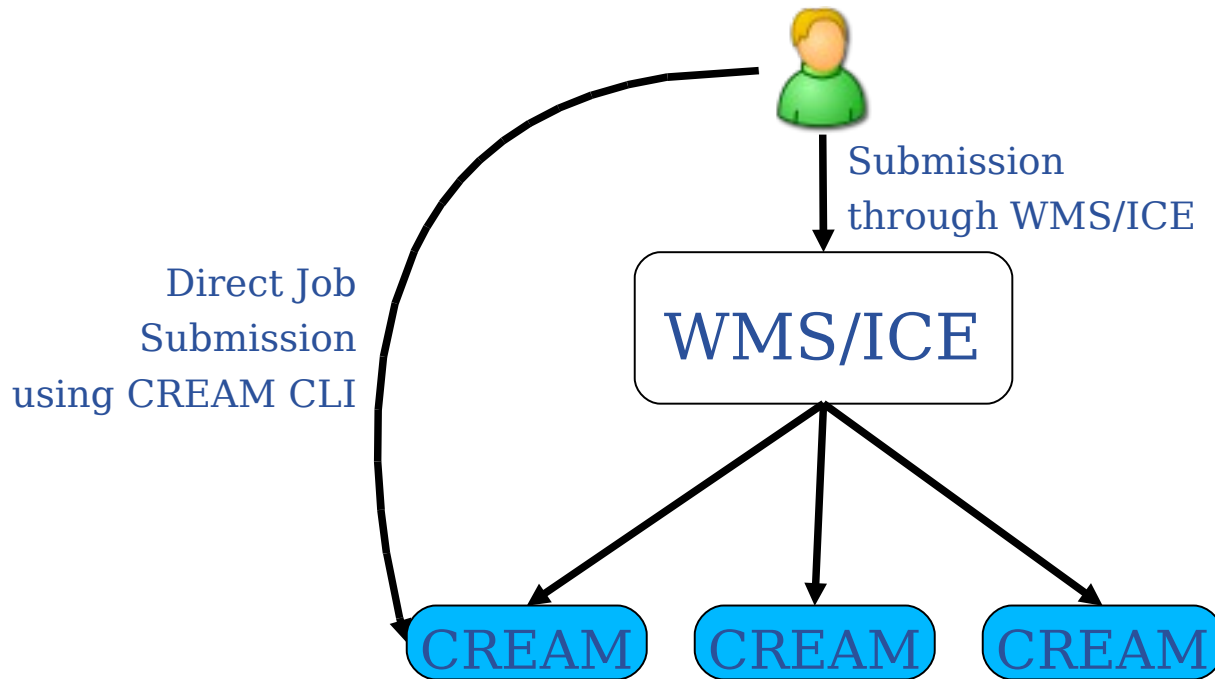 Submission
through WMS/ICE
Direct Job
Submission
using CREAM CLI
WMS/ICE
CREAM
CREAM
CREAM